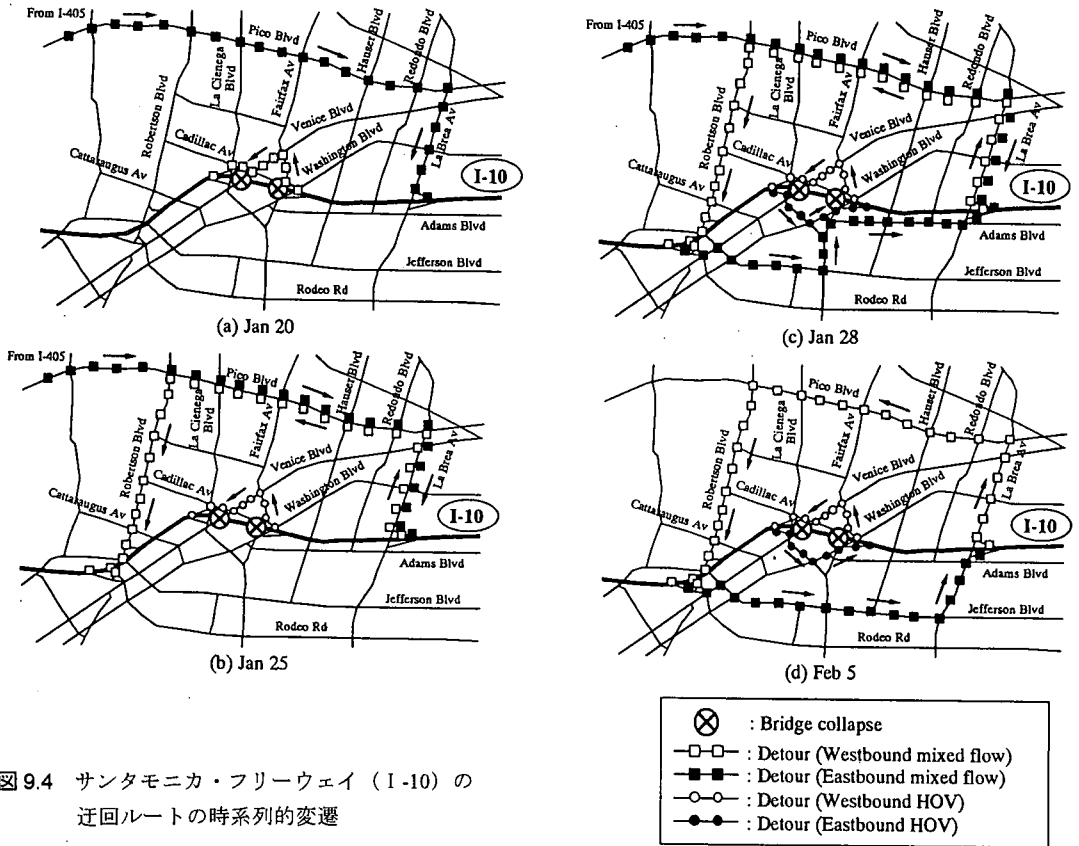 From I-405
Pico Blvd
Hauser Blvd
Redondo Blvd
La Cienega
Blvd
Fairfax Av
Robertson Blvd
Venice Blvd
La Brea Av
Cadillac Av
Washington Blvd
Cattaraugus Av
I-10
Adams Blvd
Jefferson Blvd
Rodeo Rd
(a) Jan 20
From I-405
Pico Blvd
Hauser Blvd
Redondo Blvd
La Cienega
Blvd
Fairfax Av
Robertson Blvd
Venice Blvd
La Brea Av
Cadillac Av
Washington Blvd
Cattaraugus Av
I-10
Adams Blvd
Jefferson Blvd
Rodeo Rd
(b) Jan 25
図 9.4 サンタモニカ・フリーウェイ（I-10）の
迂回ルートの時系列的変遷
From I-405
Pico Blvd
Hauser Blvd
Redondo Blvd
La Cienega
Blvd
Fairfax Av
Robertson Blvd
Venice Blvd
La Brea Av
Cadillac Av
Washington Blvd
Cattaraugus Av
I-10
Adams Blvd
Jefferson Blvd
Rodeo Rd
(c) Jan 28
Pico Blvd
Hauser Blvd
Redondo Blvd
La Cienega
Blvd
Fairfax Av
Robertson Blvd
Venice Blvd
La Brea Av
Cadillac Av
Washington Blvd
Cattaraugus Av
I-10
Adams Blvd
Jefferson Blvd
Rodeo Rd
(d) Feb 5
: Bridge collapse
: Detour (Westbound mixed flow)
: Detour (Eastbound mixed flow)
: Detour (Westbound HOV)
: Detour (Eastbound HOV)